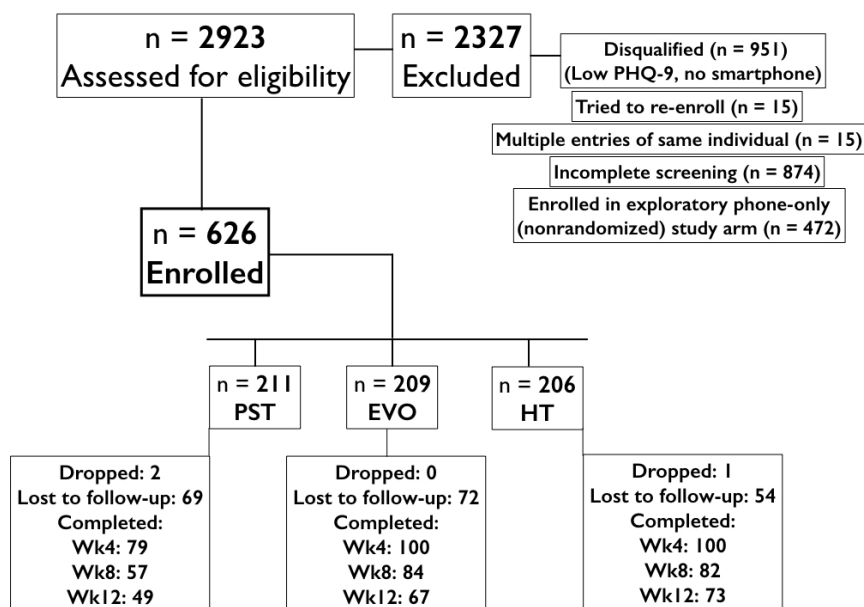 n = 2923
Assessed for eligibility
n = 2327
Excluded
Disqualified (n = 951)
(Low PHQ-9, no smartphone)
Tried to re-enroll (n = 15)
Multiple entries of same individual (n = 15)
Incomplete screening (n = 874)
Enrolled in exploratory phone-only
(nonrandomized) study arm (n = 472)
n = 626
Enrolled
n = 211
PST
n = 209
EVO
n = 206
HT
Dropped: 2
Lost to follow-up: 69
Completed:
Wk4: 79
Wk8: 57
Wk12: 49
Dropped: 0
Lost to follow-up: 72
Completed:
Wk4: 100
Wk8: 84
Wk12: 67
Dropped: 1
Lost to follow-up: 54
Completed:
Wk4: 100
Wk8: 82
Wk12: 73